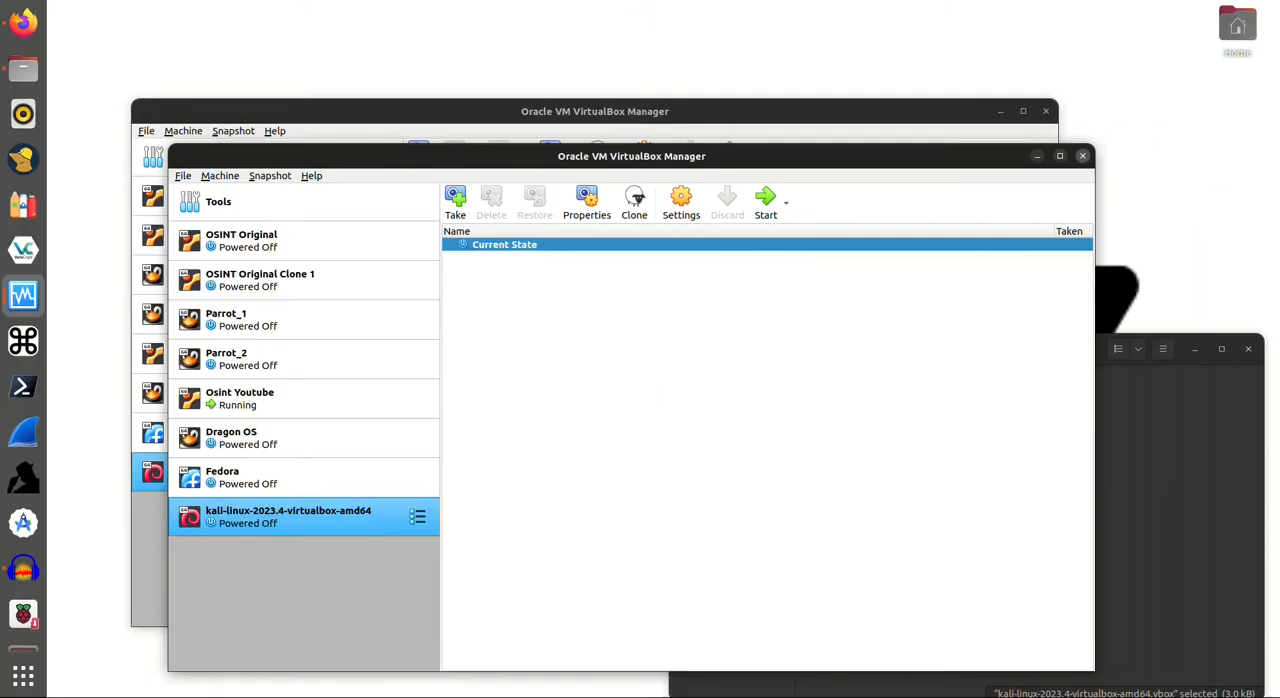 Home
Oracle VM VirtualBox Manager
File Machine Snapshot Help
Oracle VM VirtualBox Manager
File Machine Snapshot Help
Tools
Take Delete Restore Properties Clone Settings Discard Start
Name Taken
Current State
OSINT Original
Powered Off
OSINT Original Clone 1
Powered Off
Parrot_1
Powered Off
Parrot_2
Powered Off
Osint Youtube
Running
Dragon OS
Powered Off
Fedora
Powered Off
kali-linux-2023.4-virtualbox-amd64
Powered Off
"kali-linux-2023.4-virtualbox-amd64.vbox" selected (3.0 kB)